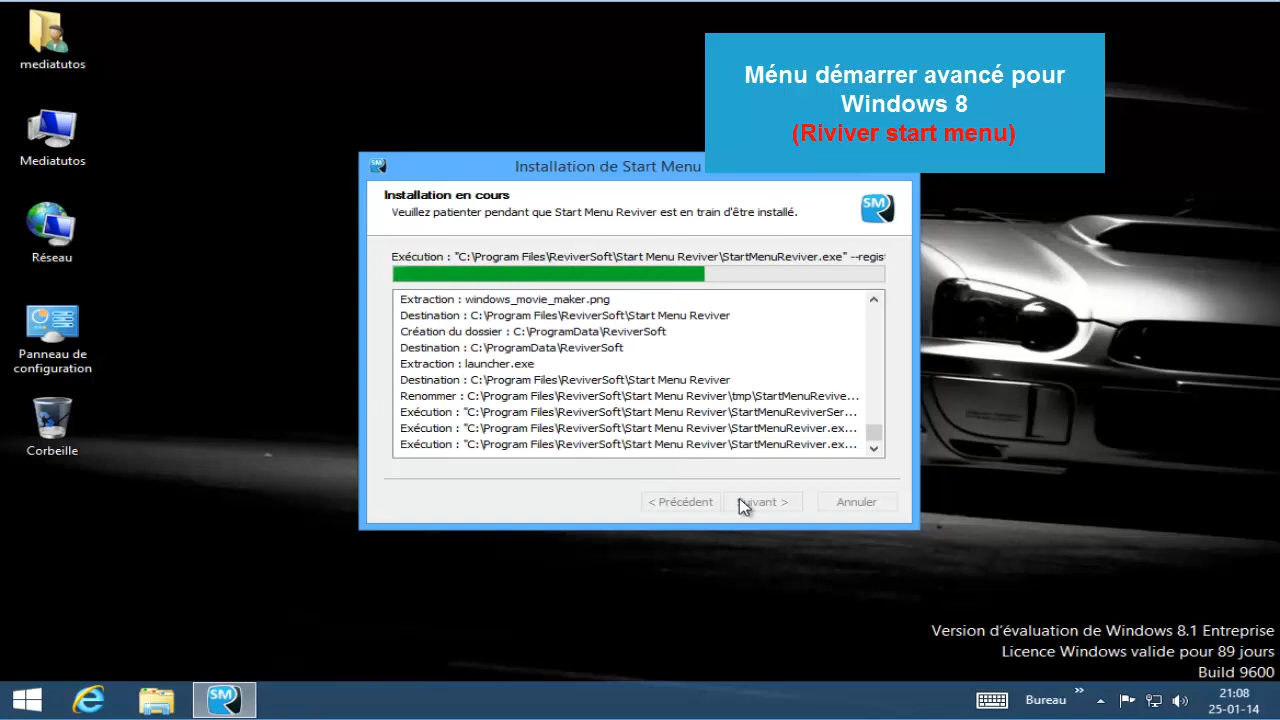 mediatutos
Mediatutos
Réseau
Panneau de
configuration
Corbeille
Ménu démarrer avancé pour
Windows 8
(Riviver start menu)
SM
Installation de Start Menu
Installation en cours
Veuillez patienter pendant que Start Menu Reviver est en train d'être installé.
SM
Exécution : "C:\Program Files\ReviverSoft\Start Menu Reviver\StartMenuReviver.exe" --regis
Extraction : windows_movie_maker.png
Destination : C:\Program Files\ReviverSoft\Start Menu Reviver
Création du dossier : C:\ProgramData\ReviverSoft
Destination : C:\ProgramData\ReviverSoft
Extraction : launcher.exe
Destination : C:\Program Files\ReviverSoft\Start Menu Reviver
Renommer : C:\Program Files\ReviverSoft\Start Menu Reviver\tmp\StartMenuRevive...
Exécution : "C:\Program Files\ReviverSoft\Start Menu Reviver\StartMenuReviverSer...
Exécution : "C:\Program Files\ReviverSoft\Start Menu Reviver\StartMenuReviver.ex...
Exécution : "C:\Program Files\ReviverSoft\Start Menu Reviver\StartMenuReviver.ex...
< Précédent
Suivant >
Annuler
Version d'évaluation de Windows 8.1 Entreprise
Licence Windows valide pour 89 jours
Build 9600
SM
Bureau
21:08
25-01-14